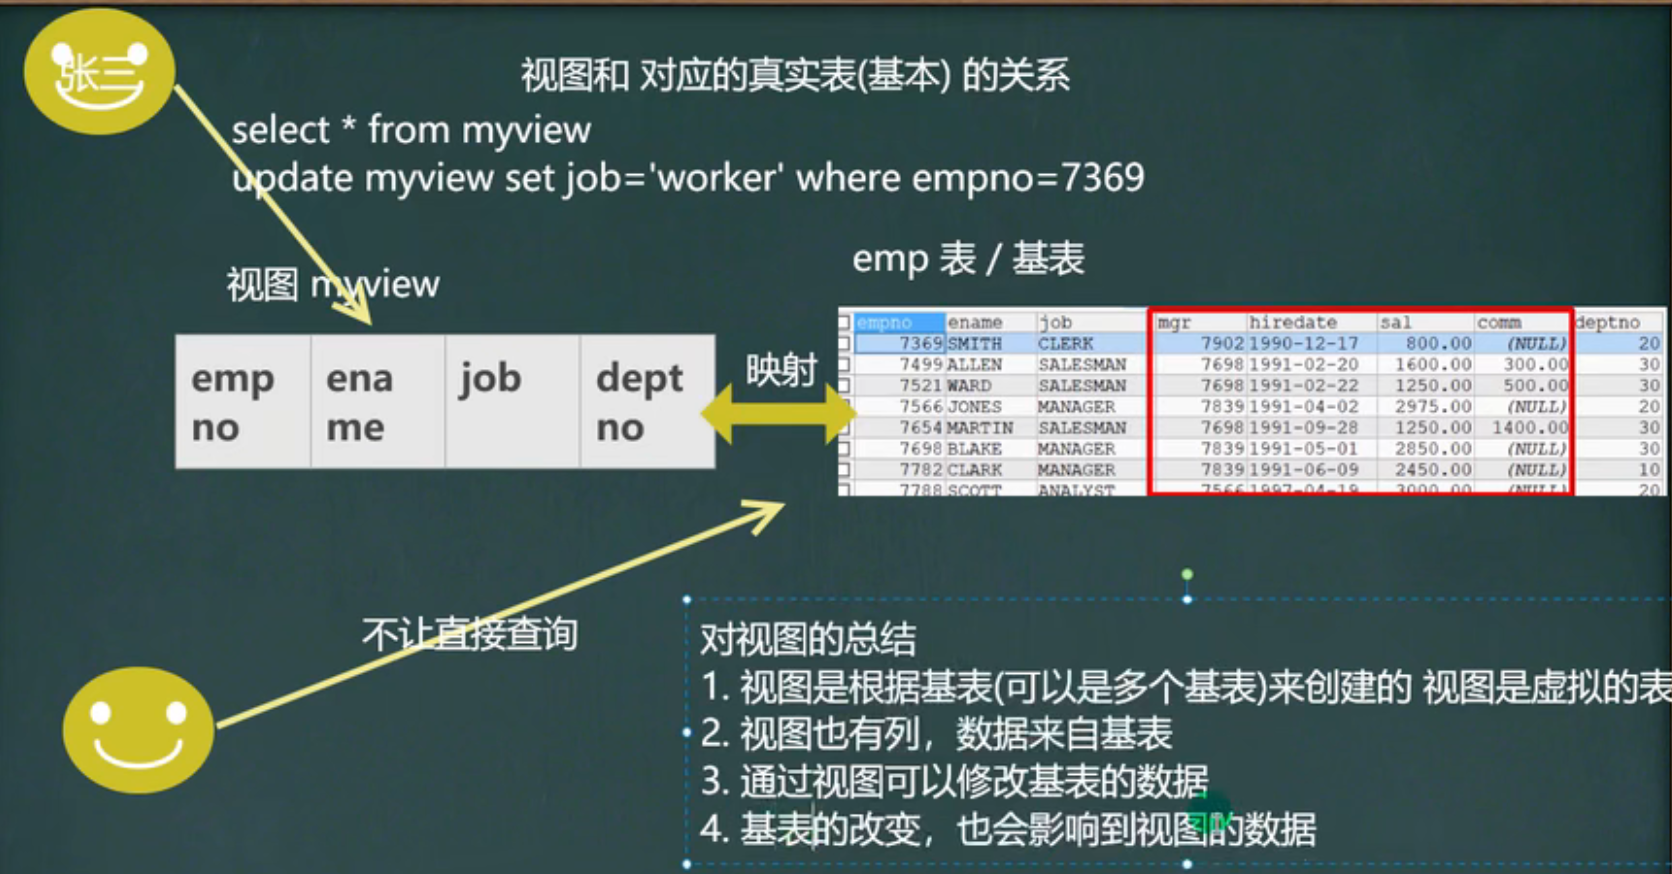 张三
视图和 对应的真实表(基本) 的关系
select * from myview
update myview set job='worker' where empno=7369
emp 表 / 基表
视图 myview
emp
no
ena
me
job
dept
no
映射
empno ename job mgr hiredate sal comm deptno
7369 SMITH CLERK 7902 1990-12-17 800.00 (NULL) 20
7499 ALLEN SALESMAN 7698 1991-02-20 1600.00 300.00 30
7521 WARD SALESMAN 7698 1991-02-22 1250.00 500.00 30
7566 JONES MANAGER 7839 1991-04-02 2975.00 (NULL) 20
7654 MARTIN SALESMAN 7698 1991-09-28 1250.00 1400.00 30
7698 BLAKE MANAGER 7839 1991-05-01 2850.00 (NULL) 30
7782 CLARK MANAGER 7839 1991-06-09 2450.00 (NULL) 10
7788 SCOTT ANALYST 7566 1997-04-19 3000.00 (NULL) 20
不让直接查询
对视图的总结
1. 视图是根据基表(可以是多个基表)来创建的 视图是虚拟的表
2. 视图也有列，数据来自基表
3. 通过视图可以修改基表的数据
4. 基表的改变，也会影响到视图的数据